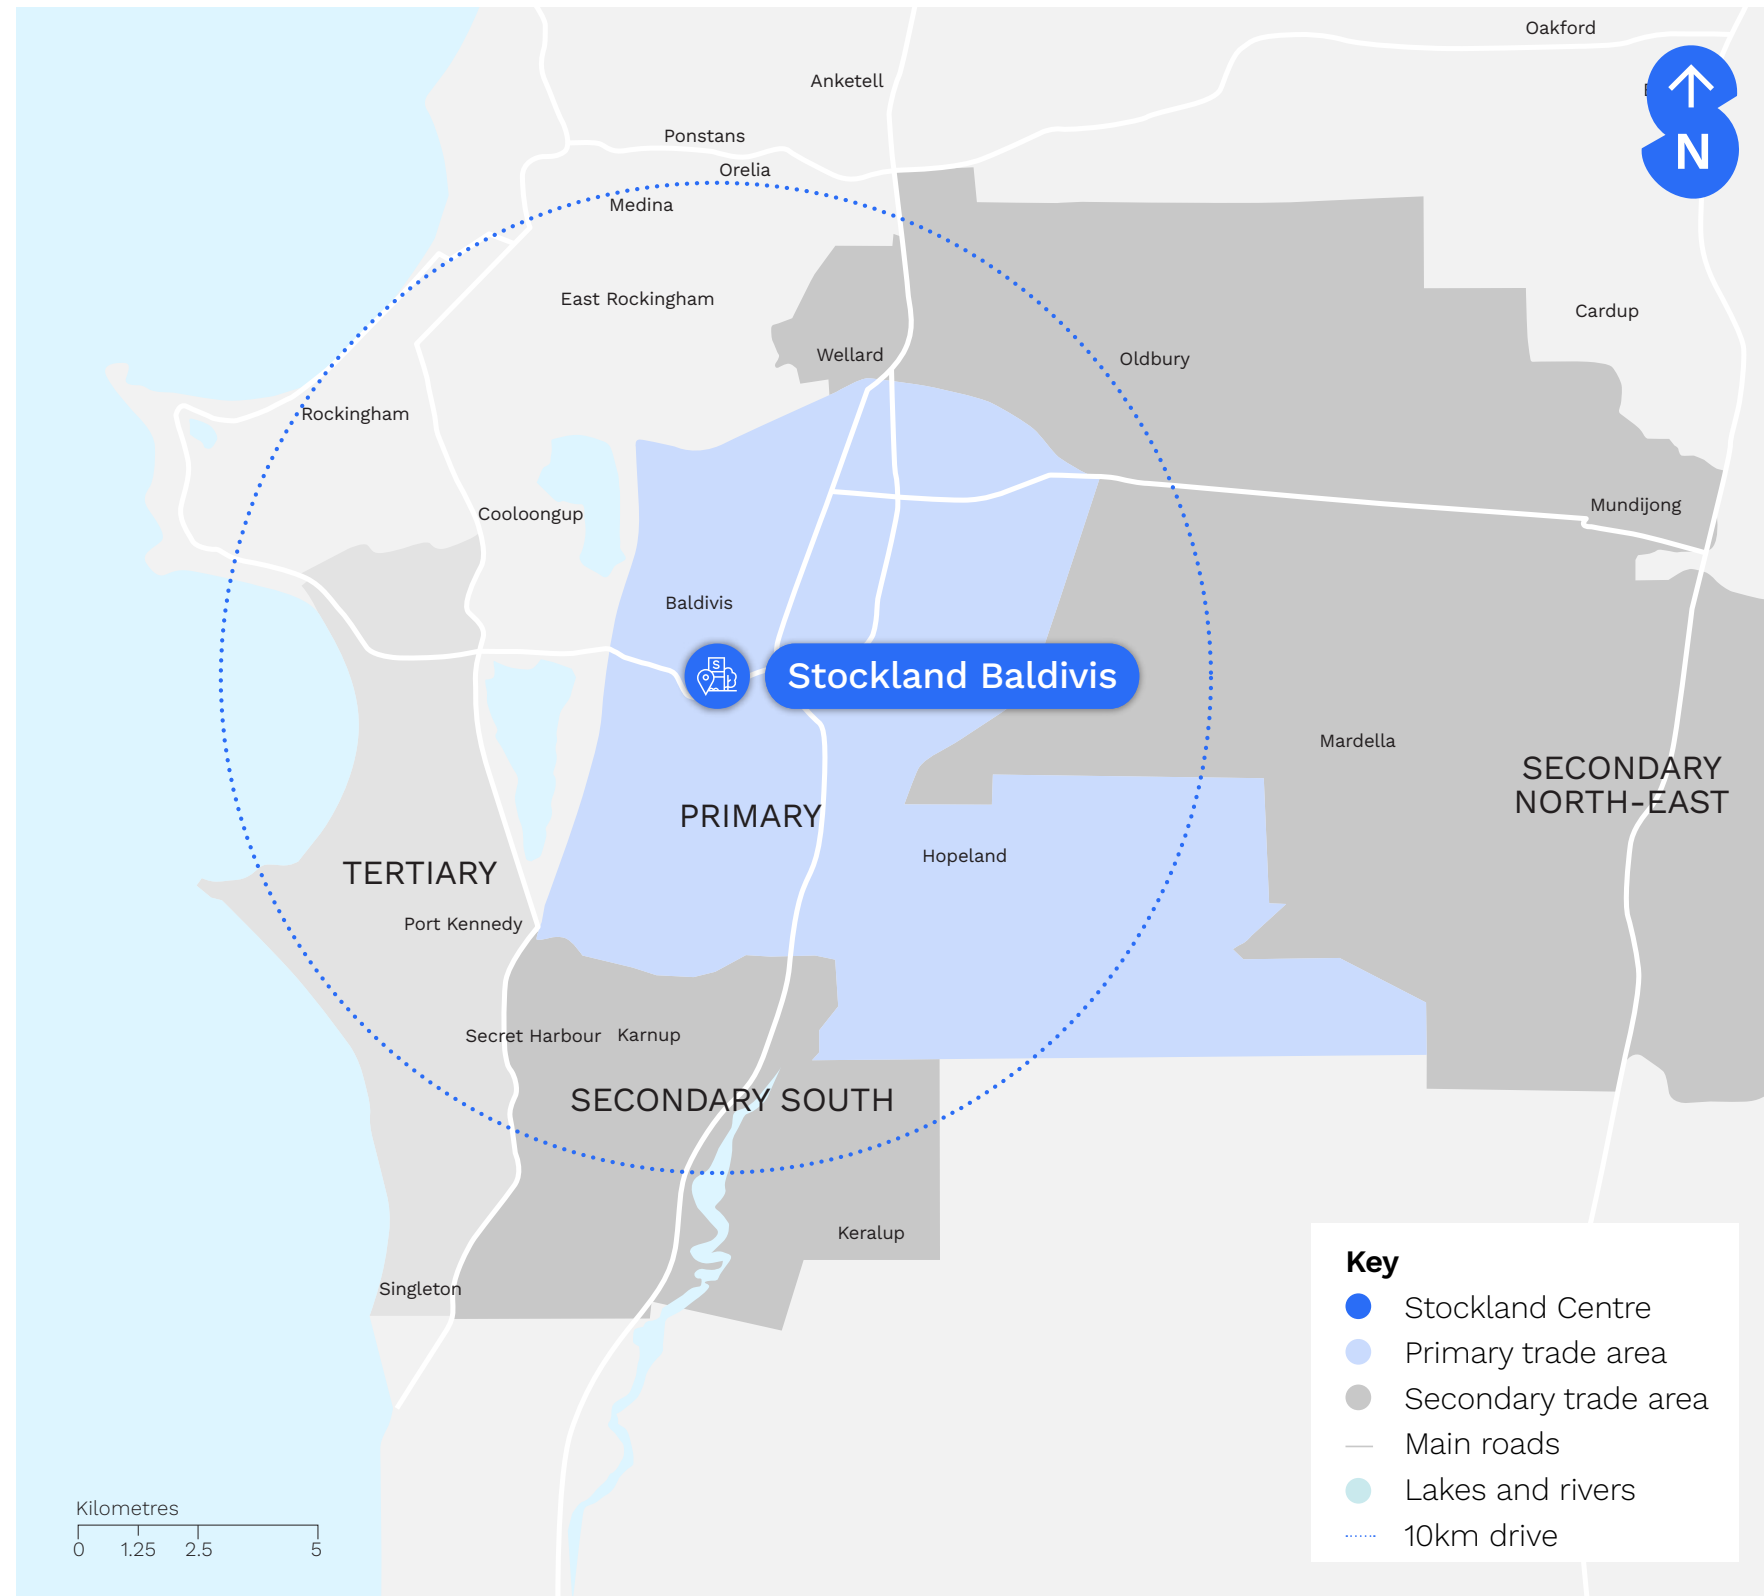 Oakford
Anketell
Ponstans
Orelia
Medina
N
East Rockingham
Cardup
Wellard
Oldbury
Rockingham
Mundijong
Cooloongup
Baldivis
S
Stockland Baldivis
Mardella
SECONDARY
NORTH-EAST
PRIMARY
Hopeland
TERTIARY
Port Kennedy
Secret Harbour
Karnup
SECONDARY SOUTH
Keralup
Singleton
Key
Stockland Centre
Primary trade area
Secondary trade area
Main roads
Lakes and rivers
10km drive
Kilometres
0 1.25 2.5 5